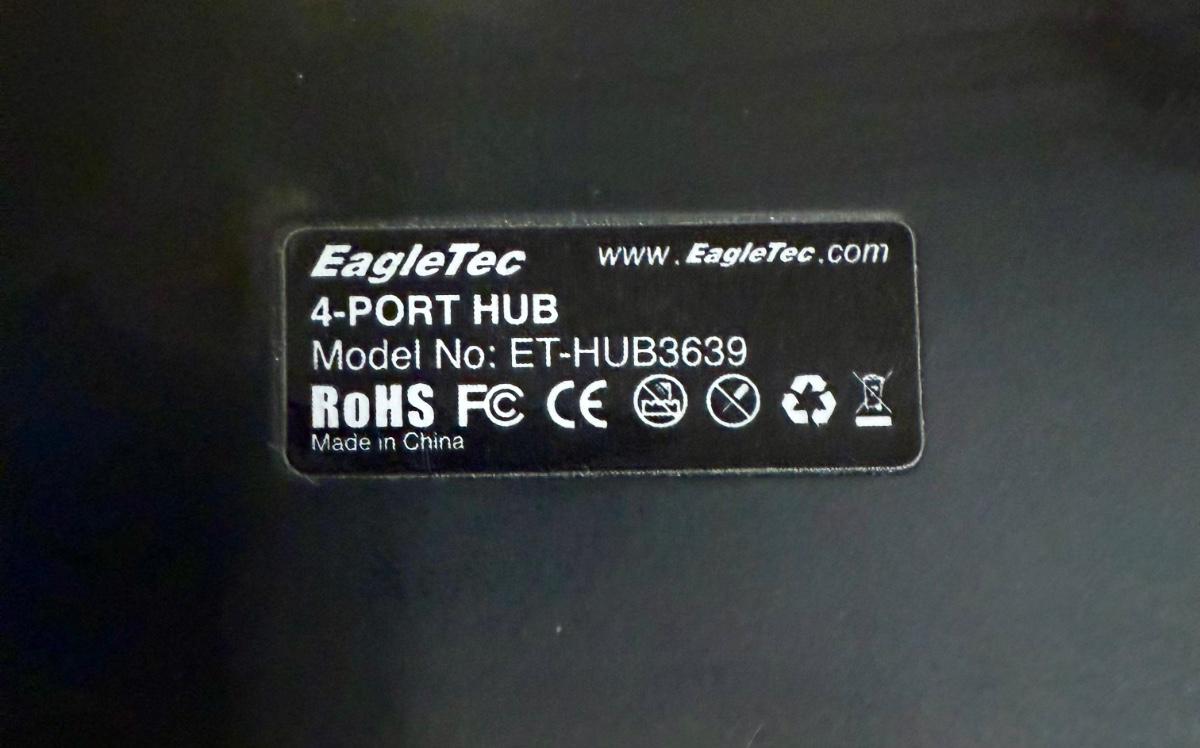 EagleTec www.EagleTec.com
4-PORT HUB
Model No: ET-HUB3639
RoHS FC CE
Made in China